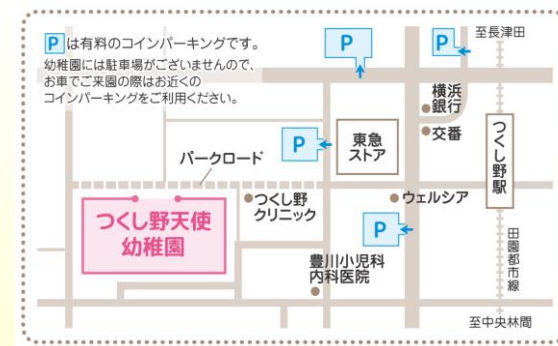 Pは有料のコインパーキングです。
幼稚園には駐車場がございませんので、
お車でご来園の際はお近くの
コインパーキングをご利用ください。
P
P
至長津田
横浜
銀行
交番
つくし野駅
P
東急
ストア
パークロード
つくし野天使
幼稚園
つくし野
クリニック
ウェルシア
P
豊川小児科
内科医院
田園都市線
至中央林間